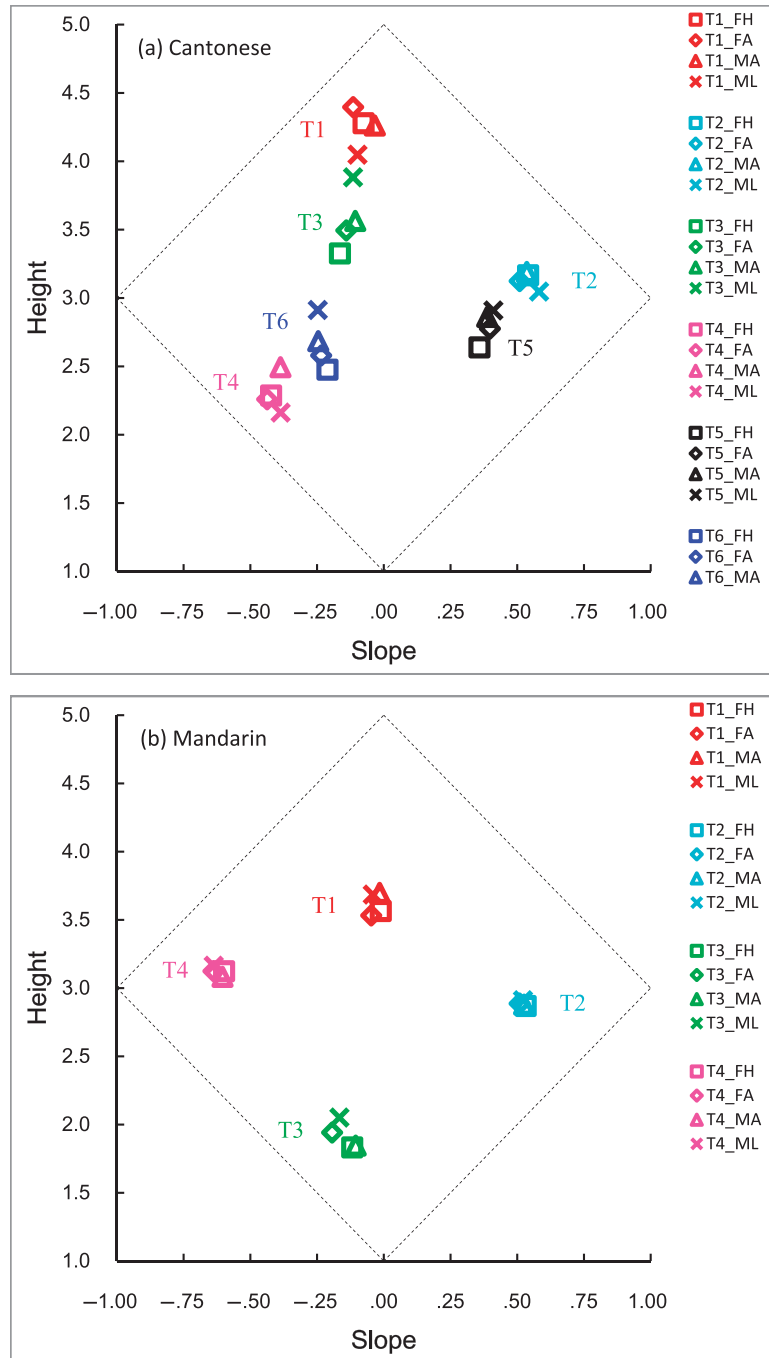 (a) Cantonese
5.0
4.5
4.0
3.5
3.0
2.5
2.0
1.5
1.0
Height
T1
T3
T6
T4
T2
T5
−1.00
−.75
−.50
−.25
.00
.25
.50
.75
1.00
Slope
T1_FH
T1_FA
T1_MA
T1_ML
T2_FH
T2_FA
T2_MA
T2_ML
T3_FH
T3_FA
T3_MA
T3_ML
T4_FH
T4_FA
T4_MA
T4_ML
T5_FH
T5_FA
T5_MA
T5_ML
T6_FH
T6_FA
T6_MA
(b) Mandarin
5.0
4.5
4.0
3.5
3.0
2.5
2.0
1.5
1.0
Height
T1
T4
T2
T3
−1.00
−.75
−.50
−.25
.00
.25
.50
.75
1.00
Slope
T1_FH
T1_FA
T1_MA
T1_ML
T2_FH
T2_FA
T2_MA
T2_ML
T3_FH
T3_FA
T3_MA
T3_ML
T4_FH
T4_FA
T4_MA
T4_ML